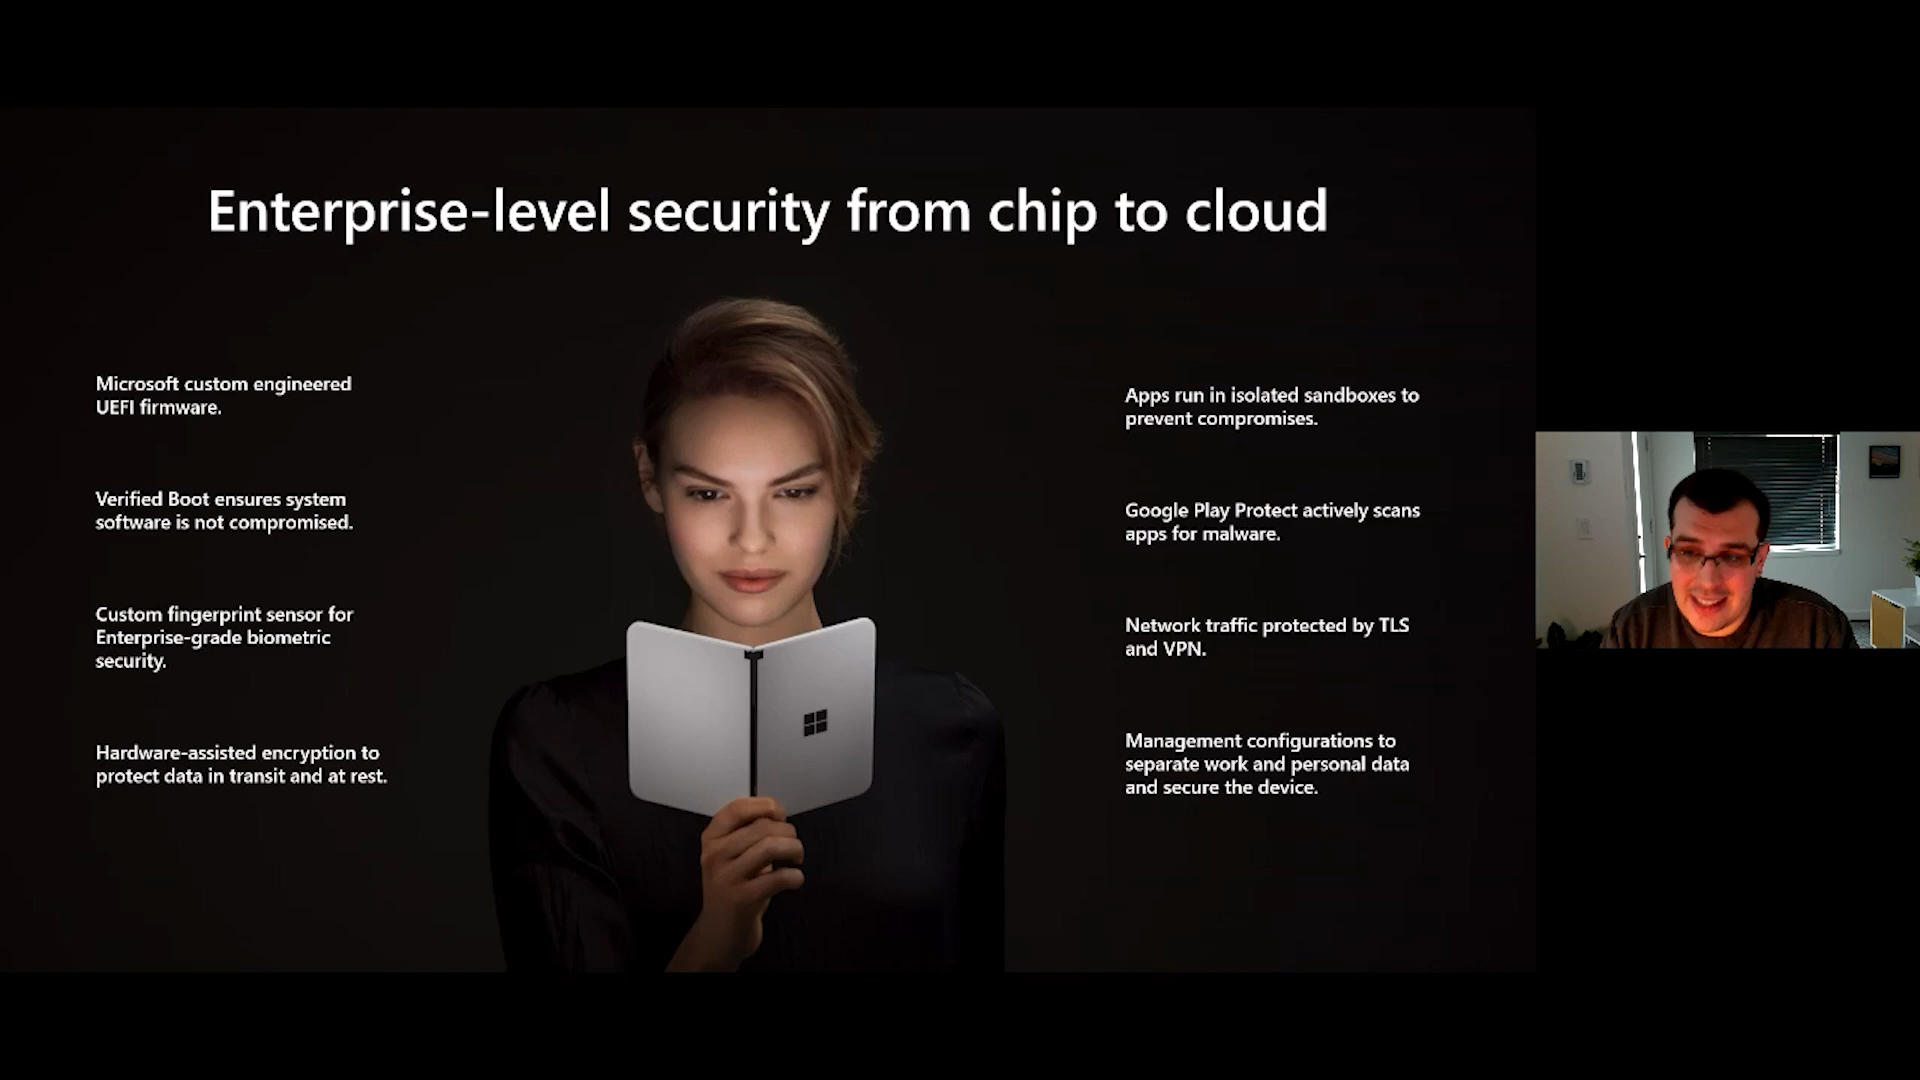 Enterprise-level security from chip to cloud
Microsoft custom engineered
UEFI firmware.
Verified Boot ensures system
software is not compromised.
Custom fingerprint sensor for
Enterprise-grade biometric
security.
Hardware-assisted encryption to
protect data in transit and at rest.
Apps run in isolated sandboxes to
prevent compromises.
Google Play Protect actively scans
apps for malware.
Network traffic protected by TLS
and VPN.
Management configurations to
separate work and personal data
and secure the device.